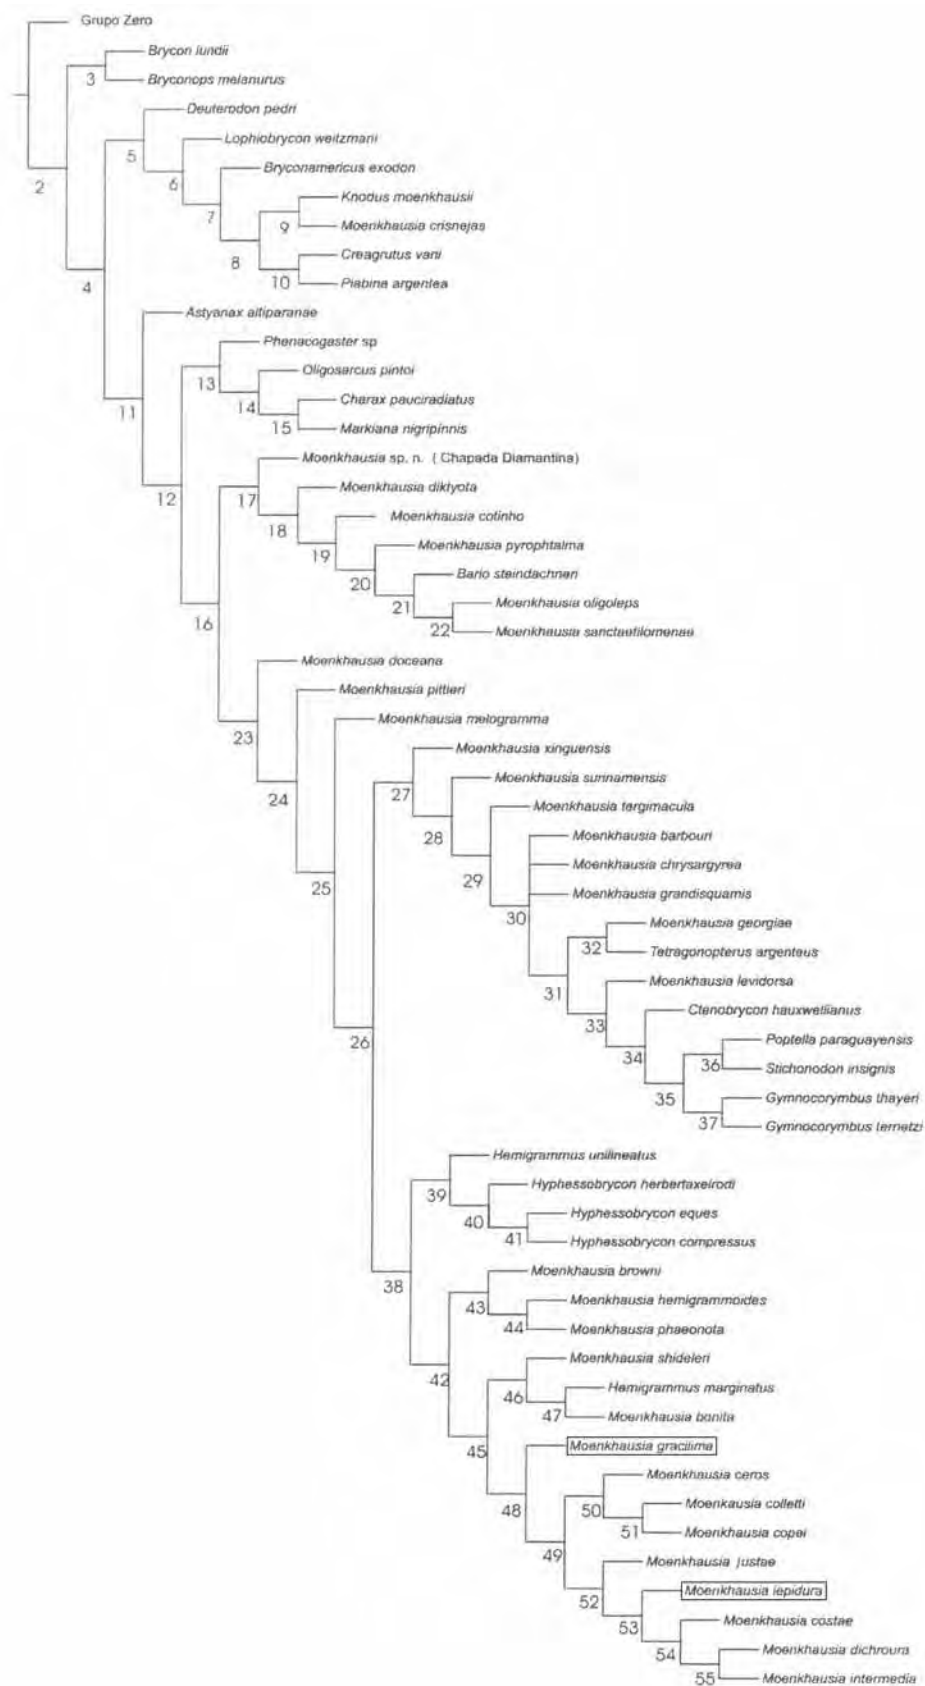 Grupo Zero
Brycon lundii
3
Bryconops melanurus
Deuterodon pedri
Lophiobrycon weitzmani
5
Bryconamericus exodon
6
2
Knodus moenkhausii
7
9
Moenkhausia crisnejas
Creagrutus vani
8
10
Piabina argentea
4
Astyanax altiparanae
Phenacogaster sp
Oligosarcus pintoi
13
Charax pauciradiatus
14
11
15
Markiana nigripinnis
Moenkhausia sp. n. ( Chapada Diamantina)
Moenkhausia diktyota
12
17
Moenkhausia cotinho
18
Moenkhausia pyrophtalma
19
Bario steindachneri
20
Moenkhausia oligoleps
21
16
22
Moenkhausia sanctaefilomenae
Moenkhausia doceana
Moenkhausia pittieri
Moenkhausia melogramma
23
Moenkhausia xinguensis
Moenkhausia surinamensis
27
24
Moenkhausia tergimacula
28
Moenkhausia barbouri
Moenkhausia chrysargyrea
29
25
Moenkhausia grandisquamis
30
Moenkhausia georgiae
32
Tetragonopterus argenteus
Moenkhausia levidorsa
31
Ctenobrycon hauxwellianus
33
26
Poptella paraguayensis
34
36
Stichonodon insignis
35
Gymnocorymbus thayeri
37
Gymnocorymbus ternetzi
Hemigrammus unilineatus
Hyphessobrycon herbertaxelrodi
39
Hyphessobrycon eques
40
41
Hyphessobrycon compressus
Moenkhausia browni
38
Moenkhausia hemigrammoides
43
44
Moenkhausia phaeonota
Moenkhausia shideleri
42
Hemigrammus marginatus
46
47
Moenkhausia bonita
Moenkhausia gracilima
45
Moenkhausia ceros
Moenkausia colletti
48
50
51
Moenkhausia copei
49
Moenkhausia justae
Moenkhausia lepidura
52
Moenkhausia costae
53
Moenkhausia dichroura
54
55
Moenkhausia intermedia